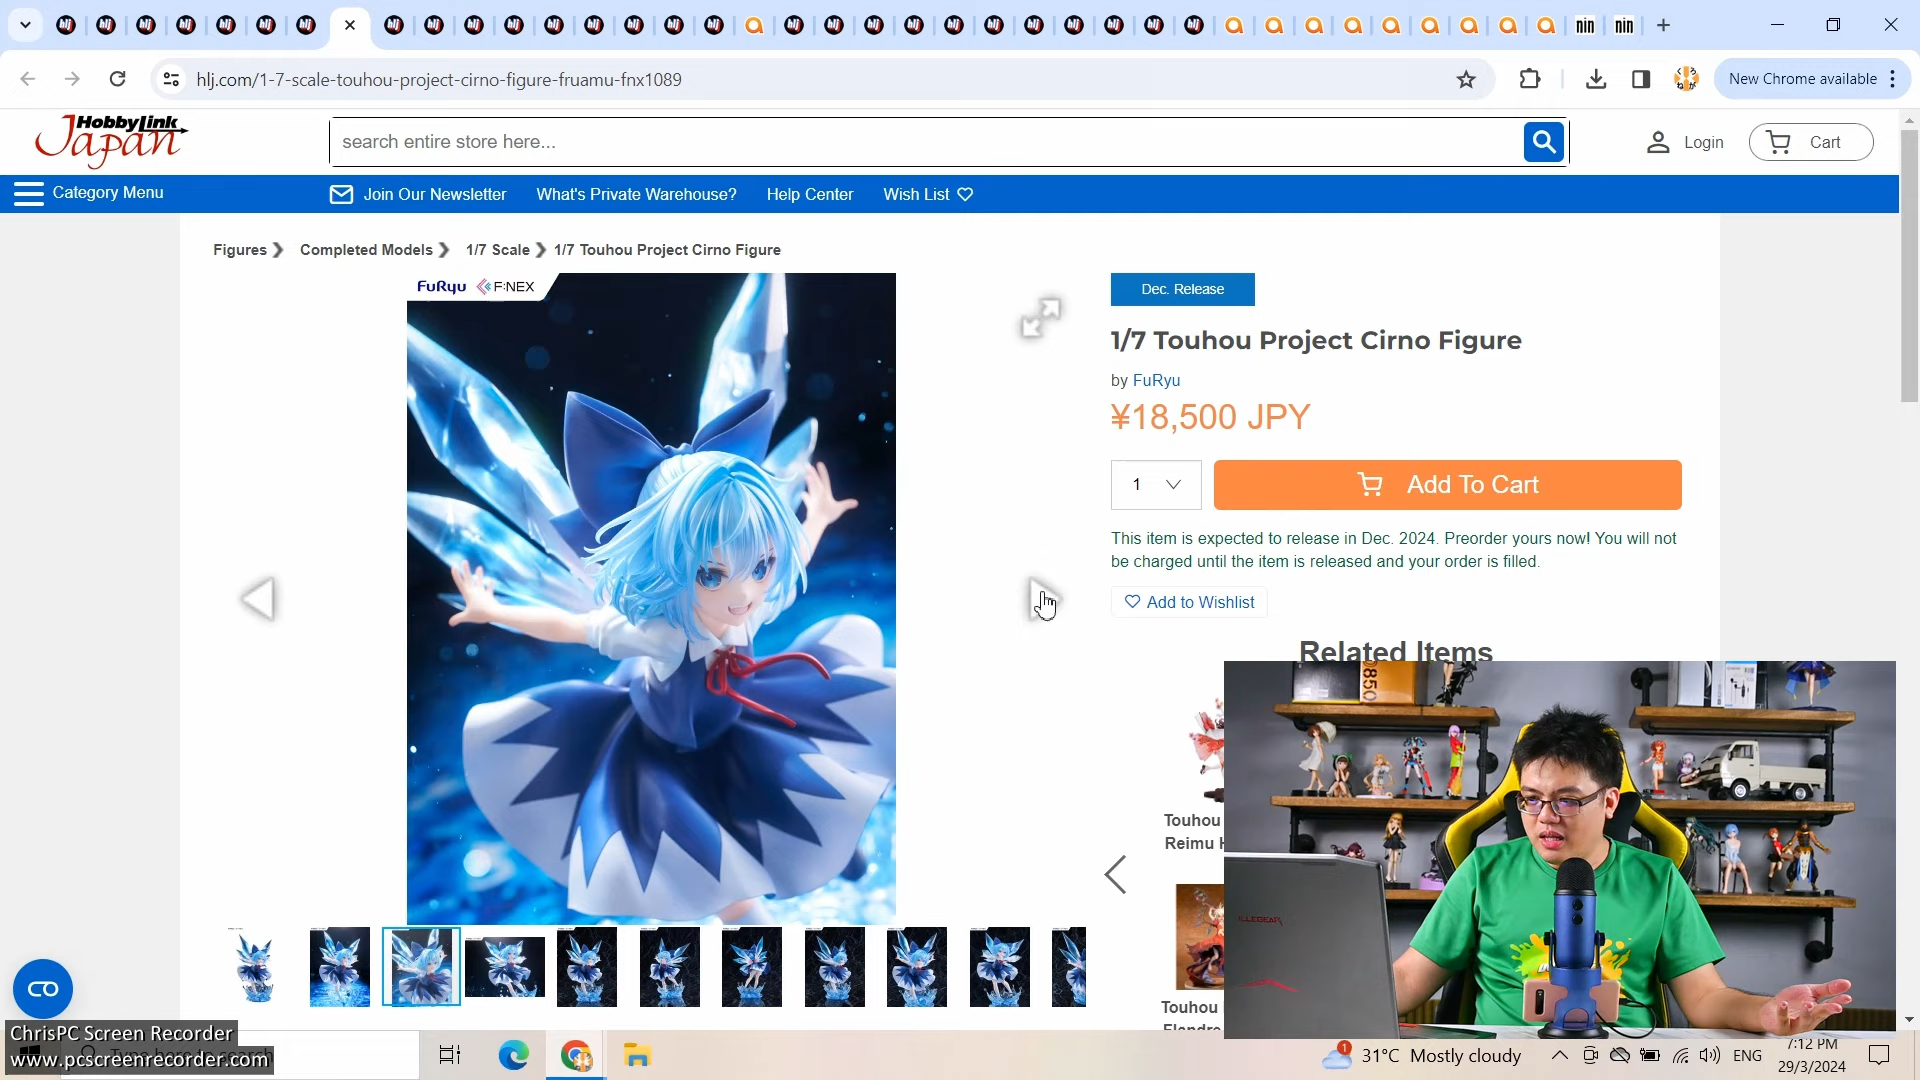 hlj.com/1-7-scale-touhou-project-cirno-figure-fruamu-fnx1089
New Chrome available
HobbyLink
Japan
search entire store here...
Login
Cart
Category Menu
Join Our Newsletter
What's Private Warehouse?
Help Center
Wish List
Figures
Completed Models
1/7 Scale
1/7 Touhou Project Cirno Figure
FuRyu F:NEX
Dec. Release
1/7 Touhou Project Cirno Figure
by FuRyu
¥18,500 JPY
1
Add To Cart
This item is expected to release in Dec. 2024. Preorder yours now! You will not
be charged until the item is released and your order is filled.
Add to Wishlist
Related Items
Touhou
Reimu
Touhou
ChrisPC Screen Recorder
www.pcscreenrecorder.com
31°C Mostly cloudy
ENG
7:12 PM
29/3/2024